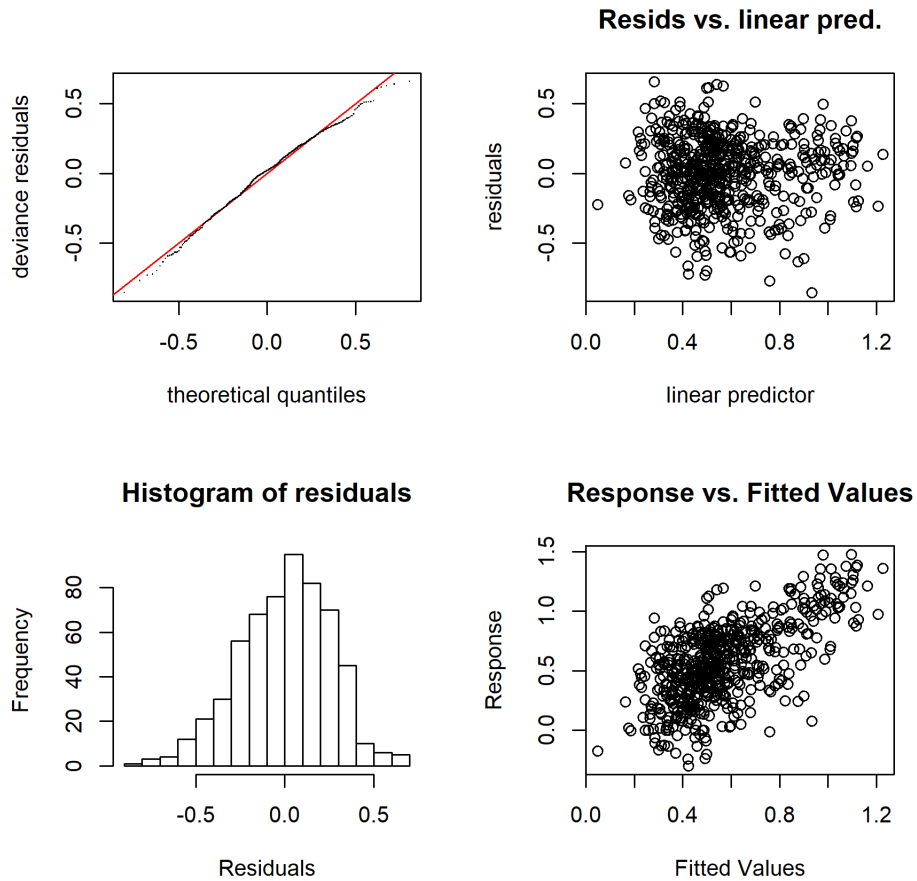 deviance residuals
0.5
0.0
-0.5
-0.5 0.0 0.5
theoretical quantiles
Resids vs. linear pred.
residuals
0.5
0.0
-0.5
0.0 0.4 0.8 1.2
linear predictor
Histogram of residuals
Frequency
80
60
40
20
0
-0.5 0.0 0.5
Residuals
Response vs. Fitted Values
Response
1.5
1.0
0.5
0.0
0.0 0.4 0.8 1.2
Fitted Values